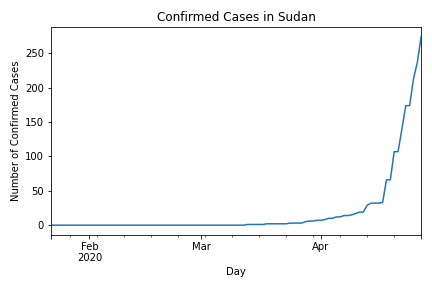 Confirmed Cases in Sudan
Number of Confirmed Cases
250
200
150
100
50
0
Feb
2020
Mar
Apr
Day